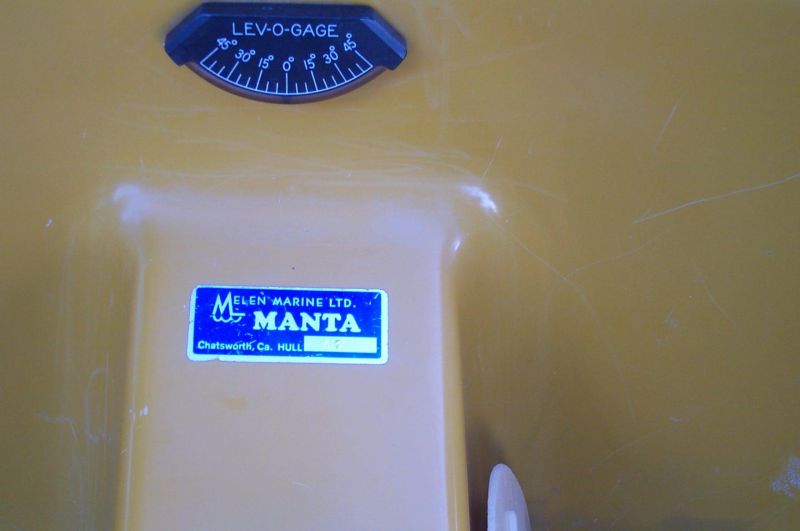 LEV-O-GAGE
45° 30° 15° 0° 15° 30° 45°
MELEN MARINE LTD.
MANTA
Chatsworth, Ca. HULL